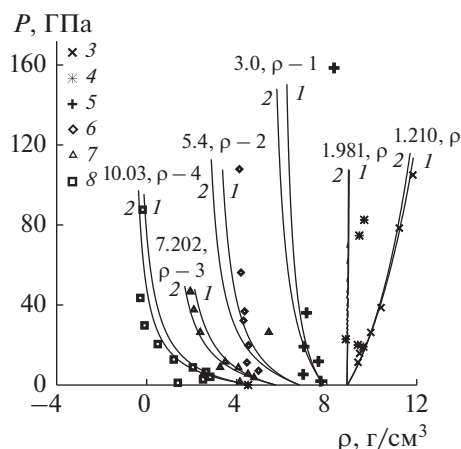 P, ГПа
160
120
80
40
0
3
4
5
6
7
8
3.0, ρ – 1
2 1
5.4, ρ – 2
2 1
10.03, ρ – 4
2 1
7.202,
ρ – 3
2 1
1.981, ρ
2 1
1.210, ρ
2 1
–4 0 4 8 12
ρ, г/см³